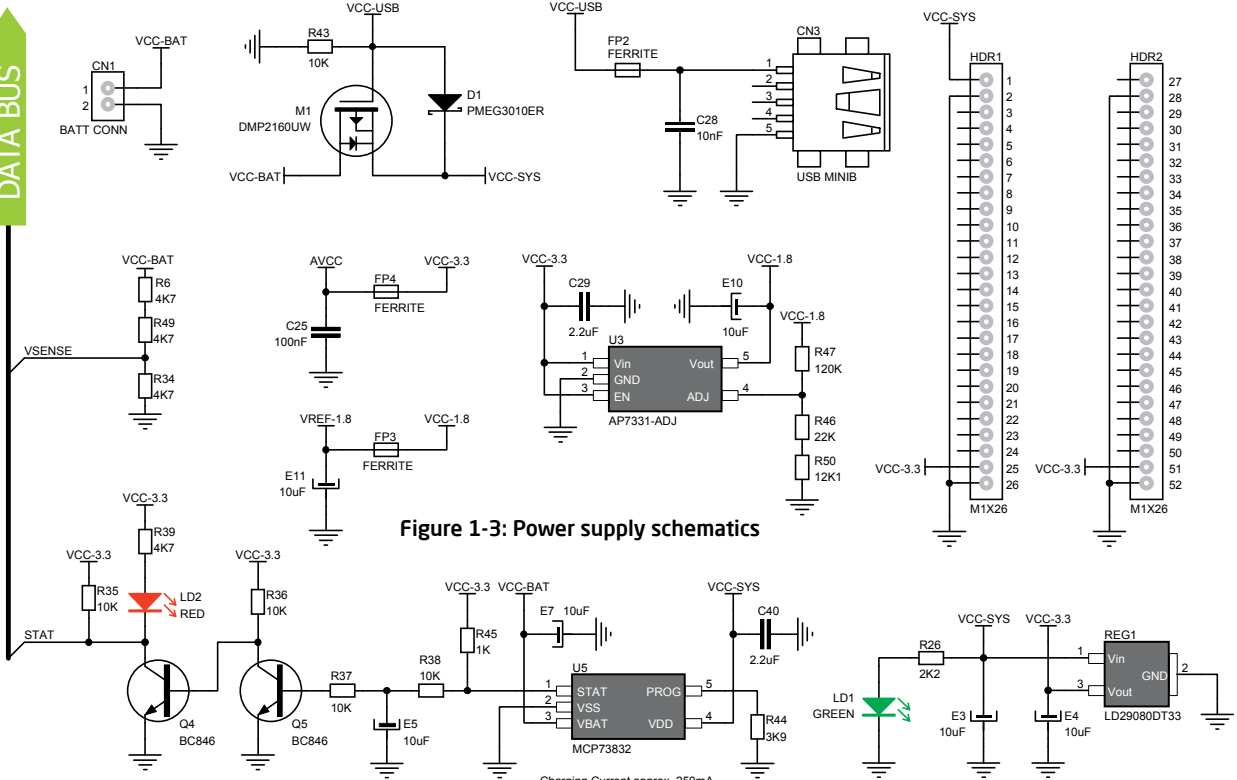 DATA BUS
VCC-BAT
CN1
1
2
BATT CONN
VCC-USB
R43
10K
M1
DMP2160UW
D1
PMEG3010ER
VCC-BAT
VCC-SYS
VCC-USB
FP2
FERRITE
C28
10nF
CN3
1
2
3
4
5
USB MINIB
VCC-SYS
HDR1
1
2
3
4
5
6
7
8
9
10
11
12
13
14
15
16
17
18
19
20
21
22
23
24
VCC-3.3
25
26
M1X26
HDR2
27
28
29
30
31
32
33
34
35
36
37
38
39
40
41
42
43
44
45
46
47
48
49
50
VCC-3.3
51
52
M1X26
VCC-BAT
R6
4K7
R49
4K7
VSENSE
R34
4K7
AVCC
VCC-3.3
FP4
FERRITE
C25
100nF
VREF-1.8
VCC-1.8
FP3
FERRITE
E11
10uF
VCC-3.3
C29
2.2uF
E10
10uF
VCC-1.8
VCC-1.8
U3
1
Vin
2
GND
3
EN
Vout
5
ADJ
4
AP7331-ADJ
R47
120K
R46
22K
R50
12K1
Figure 1-3: Power supply schematics
VCC-3.3
R39
4K7
VCC-3.3
R35
10K
LD2
RED
STAT
Q4
BC846
VCC-3.3
R36
10K
Q5
BC846
R37
10K
R38
10K
E5
10uF
VCC-3.3
R45
1K
VCC-BAT
E7
10uF
U5
1
STAT
2
VSS
3
VBAT
PROG
5
VDD
4
MCP73832
VCC-SYS
C40
2.2uF
R44
3K9
Charging Current approx. 250mA
VCC-SYS
VCC-3.3
R26
2K2
LD1
GREEN
E3
10uF
E4
10uF
REG1
1
Vin
3
Vout
GND
2
LD29080DT33